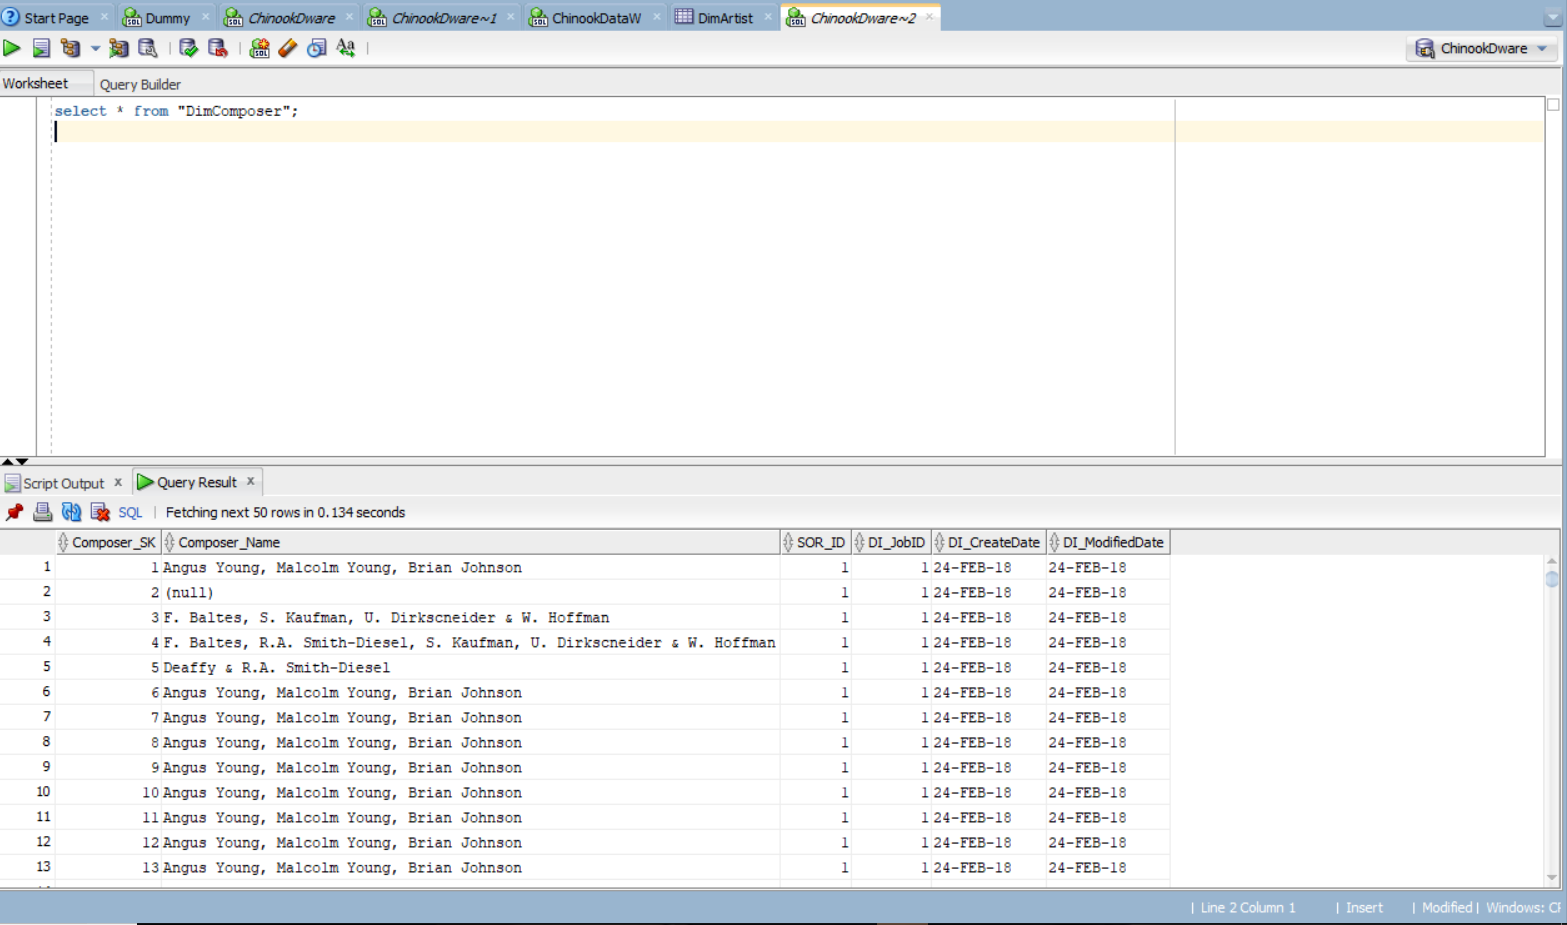 Start Page Dummy ChinookDware ChinookDware~1 ChinookDataW DimArtist ChinookDware~2
ChinookDware
Worksheet Query Builder
select * from "DimComposer";
Script Output x Query Result x
SQL | Fetching next 50 rows in 0.134 seconds
Composer_SK Composer_Name SOR_ID DI_JobID DI_CreateDate DI_ModifiedDate
1 1 Angus Young, Malcolm Young, Brian Johnson 1 1 24-FEB-18 24-FEB-18
2 2 (null) 1 1 24-FEB-18 24-FEB-18
3 3 F. Baltes, S. Kaufman, U. Dirkscneider & W. Hoffman 1 1 24-FEB-18 24-FEB-18
4 4 F. Baltes, R.A. Smith-Diesel, S. Kaufman, U. Dirkscneider & W. Hoffman 1 1 24-FEB-18 24-FEB-18
5 5 Deaffy & R.A. Smith-Diesel 1 1 24-FEB-18 24-FEB-18
6 6 Angus Young, Malcolm Young, Brian Johnson 1 1 24-FEB-18 24-FEB-18
7 7 Angus Young, Malcolm Young, Brian Johnson 1 1 24-FEB-18 24-FEB-18
8 8 Angus Young, Malcolm Young, Brian Johnson 1 1 24-FEB-18 24-FEB-18
9 9 Angus Young, Malcolm Young, Brian Johnson 1 1 24-FEB-18 24-FEB-18
10 10 Angus Young, Malcolm Young, Brian Johnson 1 1 24-FEB-18 24-FEB-18
11 11 Angus Young, Malcolm Young, Brian Johnson 1 1 24-FEB-18 24-FEB-18
12 12 Angus Young, Malcolm Young, Brian Johnson 1 1 24-FEB-18 24-FEB-18
13 13 Angus Young, Malcolm Young, Brian Johnson 1 1 24-FEB-18 24-FEB-18
| Line 2 Column 1 | Insert | Modified | Windows: